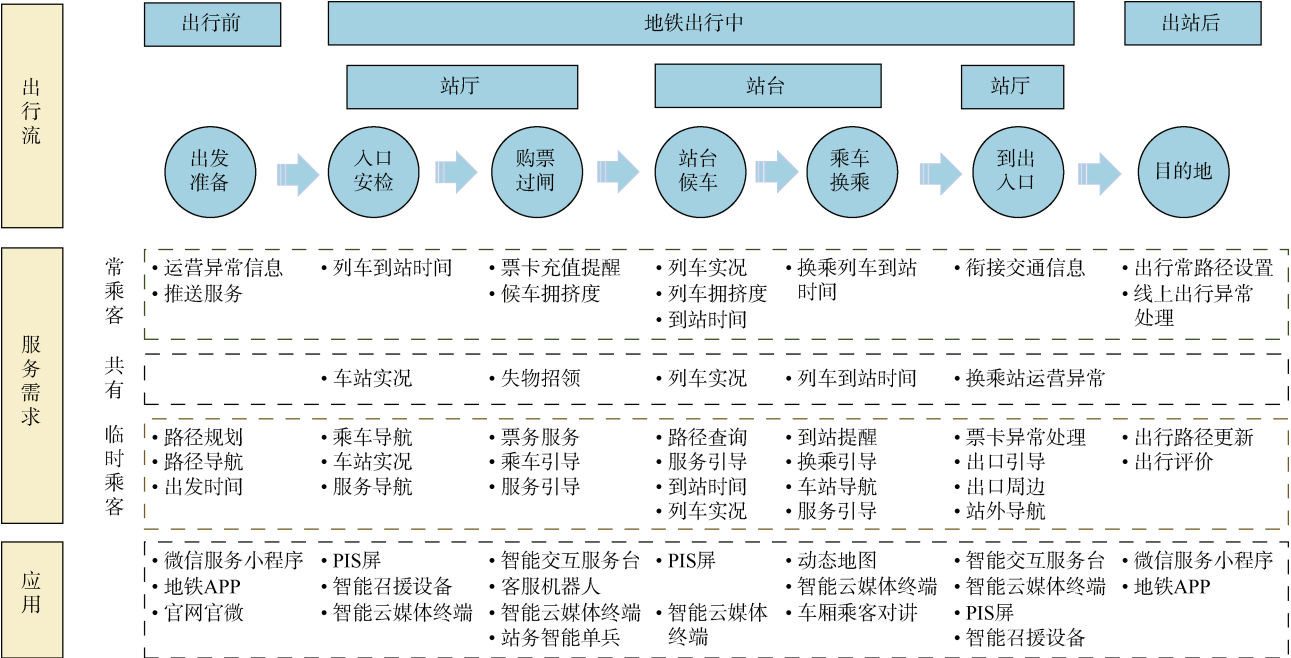 出行前
地铁出行中
出站后
站厅
站台
站厅
出行流
出发
准备
入口
安检
购票
过闸
站台
候车
乘车
换乘
到出
入口
目的地
服务需求
常乘客
• 运营异常信息
• 推送服务
• 列车到站时间
• 票卡充值提醒
• 候车拥挤度
• 列车实况
• 列车拥挤度
• 到站时间
• 换乘列车到站
时间
• 衔接交通信息
• 出行常路径设置
• 线上出行异常
处理
共有
• 车站实况
• 失物招领
• 列车实况
• 列车到站时间
• 换乘站运营异常
临时乘客
• 路径规划
• 路径导航
• 出发时间
• 乘车导航
• 车站实况
• 服务导航
• 票务服务
• 乘车引导
• 服务引导
• 路径查询
• 服务引导
• 到站时间
• 列车实况
• 到站提醒
• 换乘引导
• 车站导航
• 服务引导
• 票卡异常处理
• 出口引导
• 出口周边
• 站外导航
• 出行路径更新
• 出行评价
应用
• 微信服务小程序
• 地铁APP
• 官网官微
• PIS屏
• 智能召援设备
• 智能云媒体终端
• 智能交互服务台
• 客服机器人
• 智能云媒体终端
• 站务智能单兵
• PIS屏
• 智能云媒体
终端
• 动态地图
• 智能云媒体终端
• 车厢乘客对讲
• 智能交互服务台
• 智能云媒体终端
• PIS屏
• 智能召援设备
• 微信服务小程序
• 地铁APP